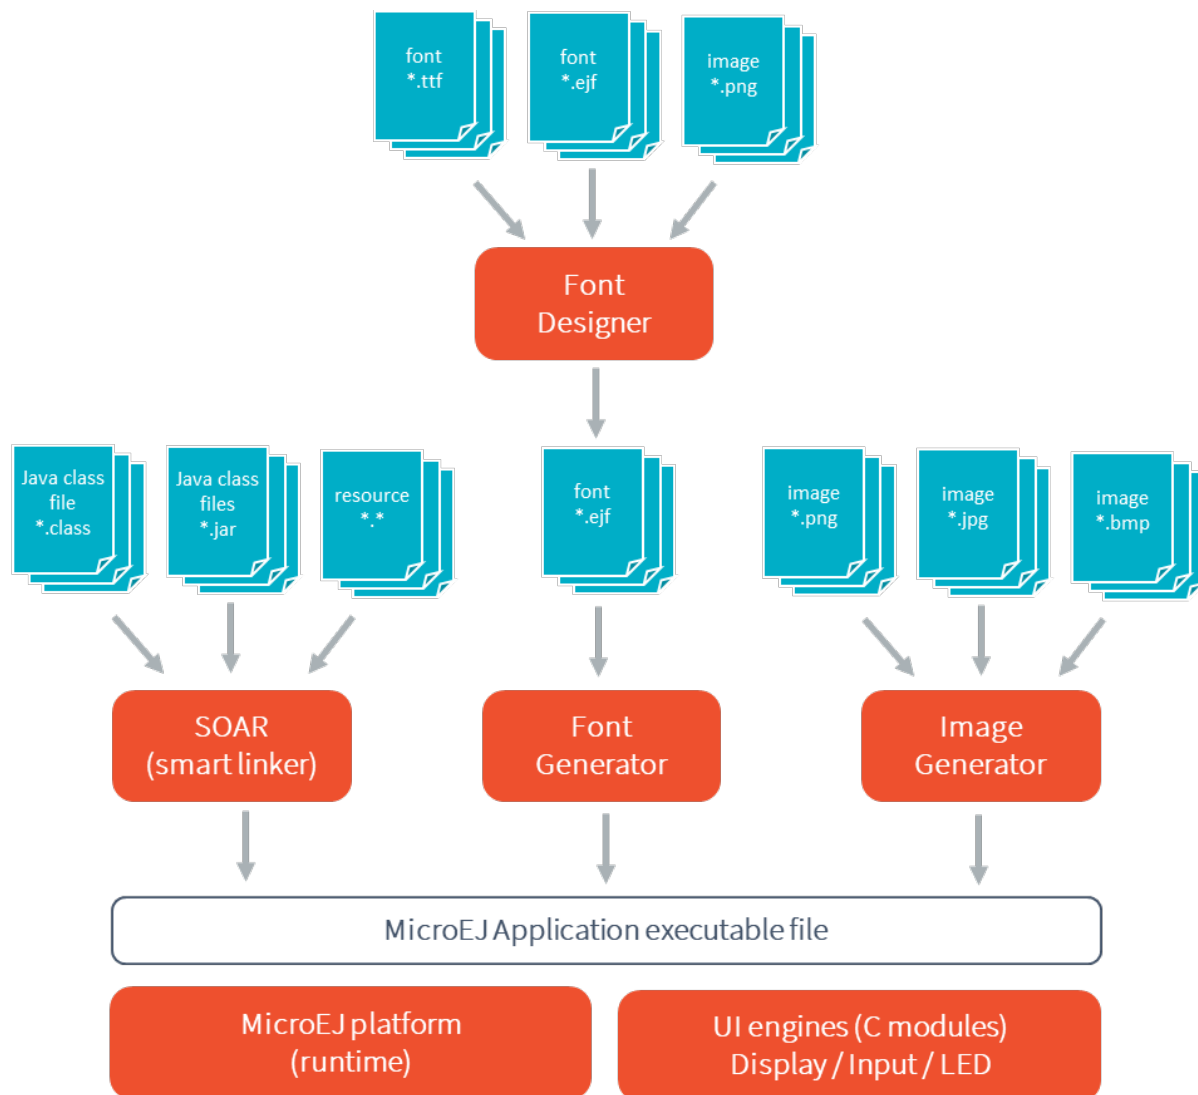 font
*.ttf
font
*.ejf
image
*.png
Font
Designer
Java class
file
*.class
Java class
files
*.jar
resource
*.*
font
*.ejf
image
*.png
image
*.jpg
image
*.bmp
SOAR
(smart linker)
Font
Generator
Image
Generator
MicroEJ Application executable file
MicroEJ platform
(runtime)
UI engines (C modules)
Display / Input / LED